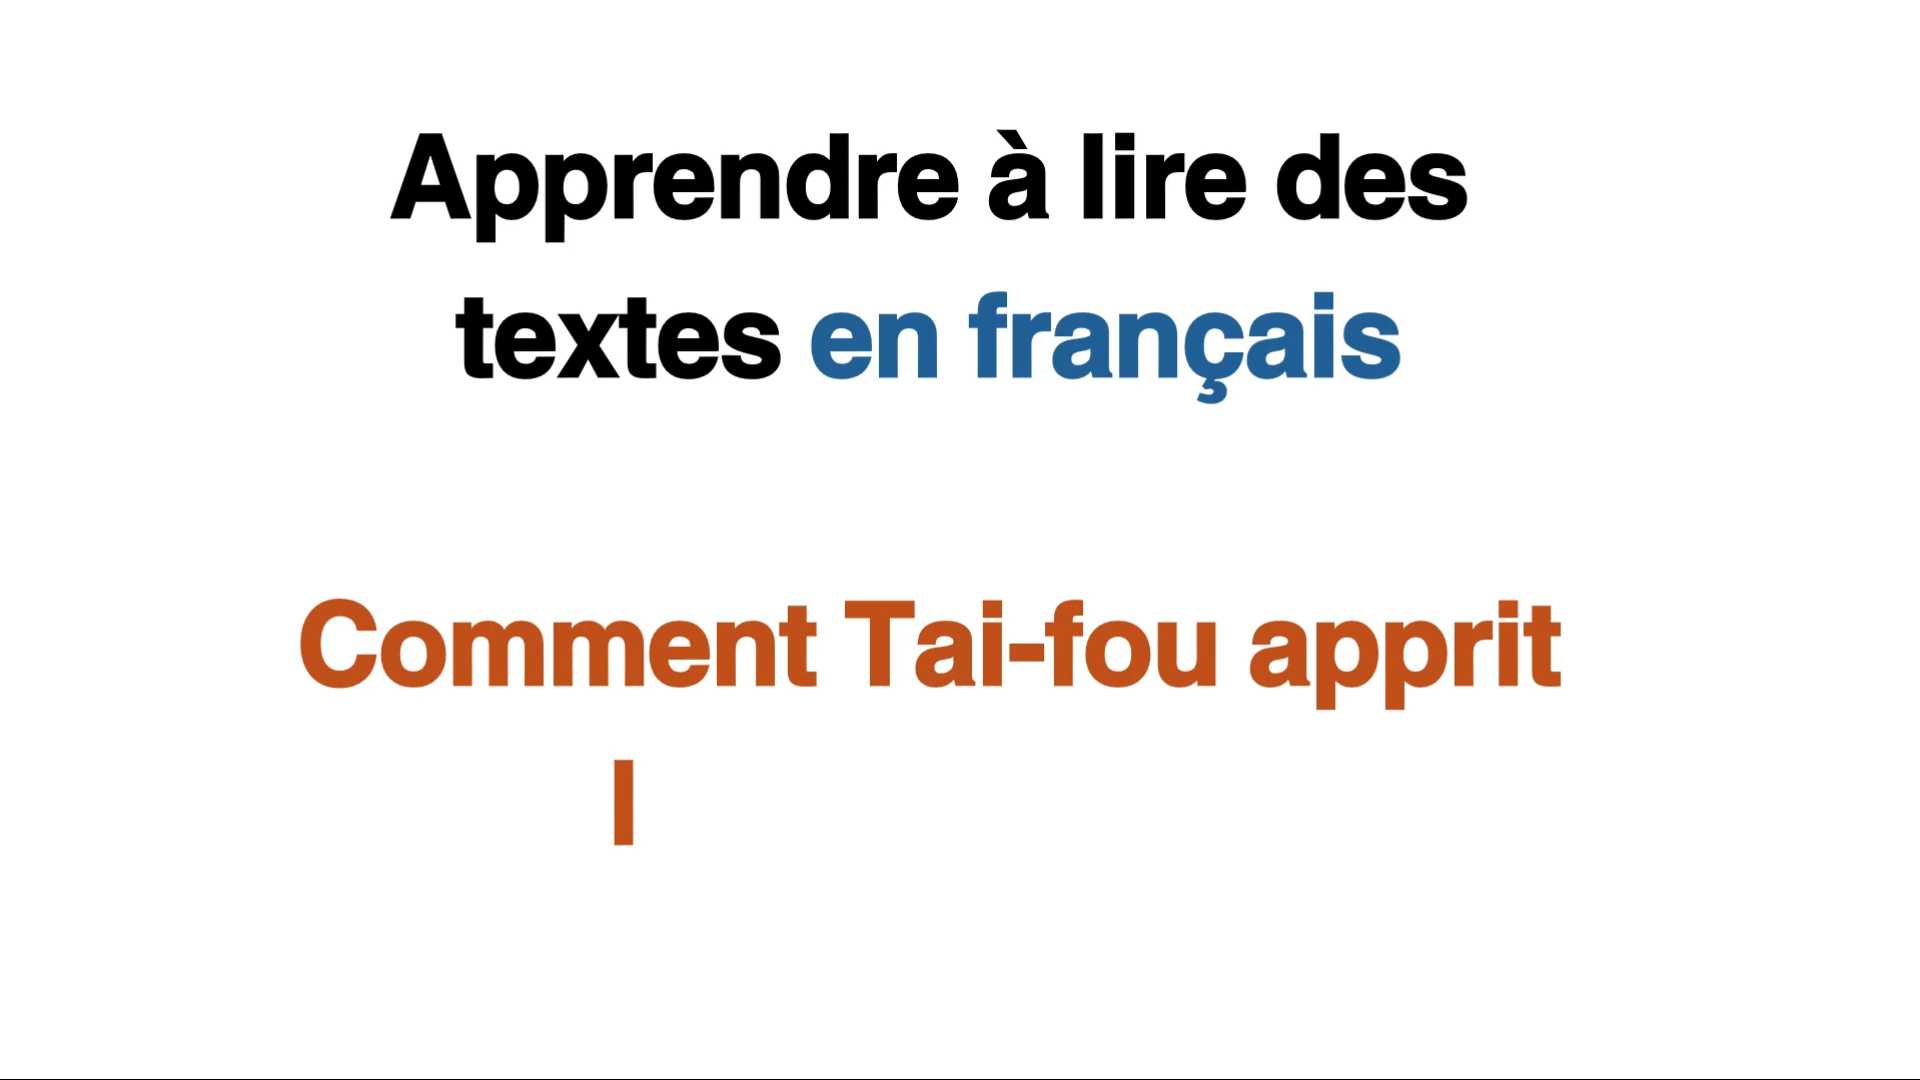 Apprendre à lire des
textes en français
Comment Tai-fou apprit
l